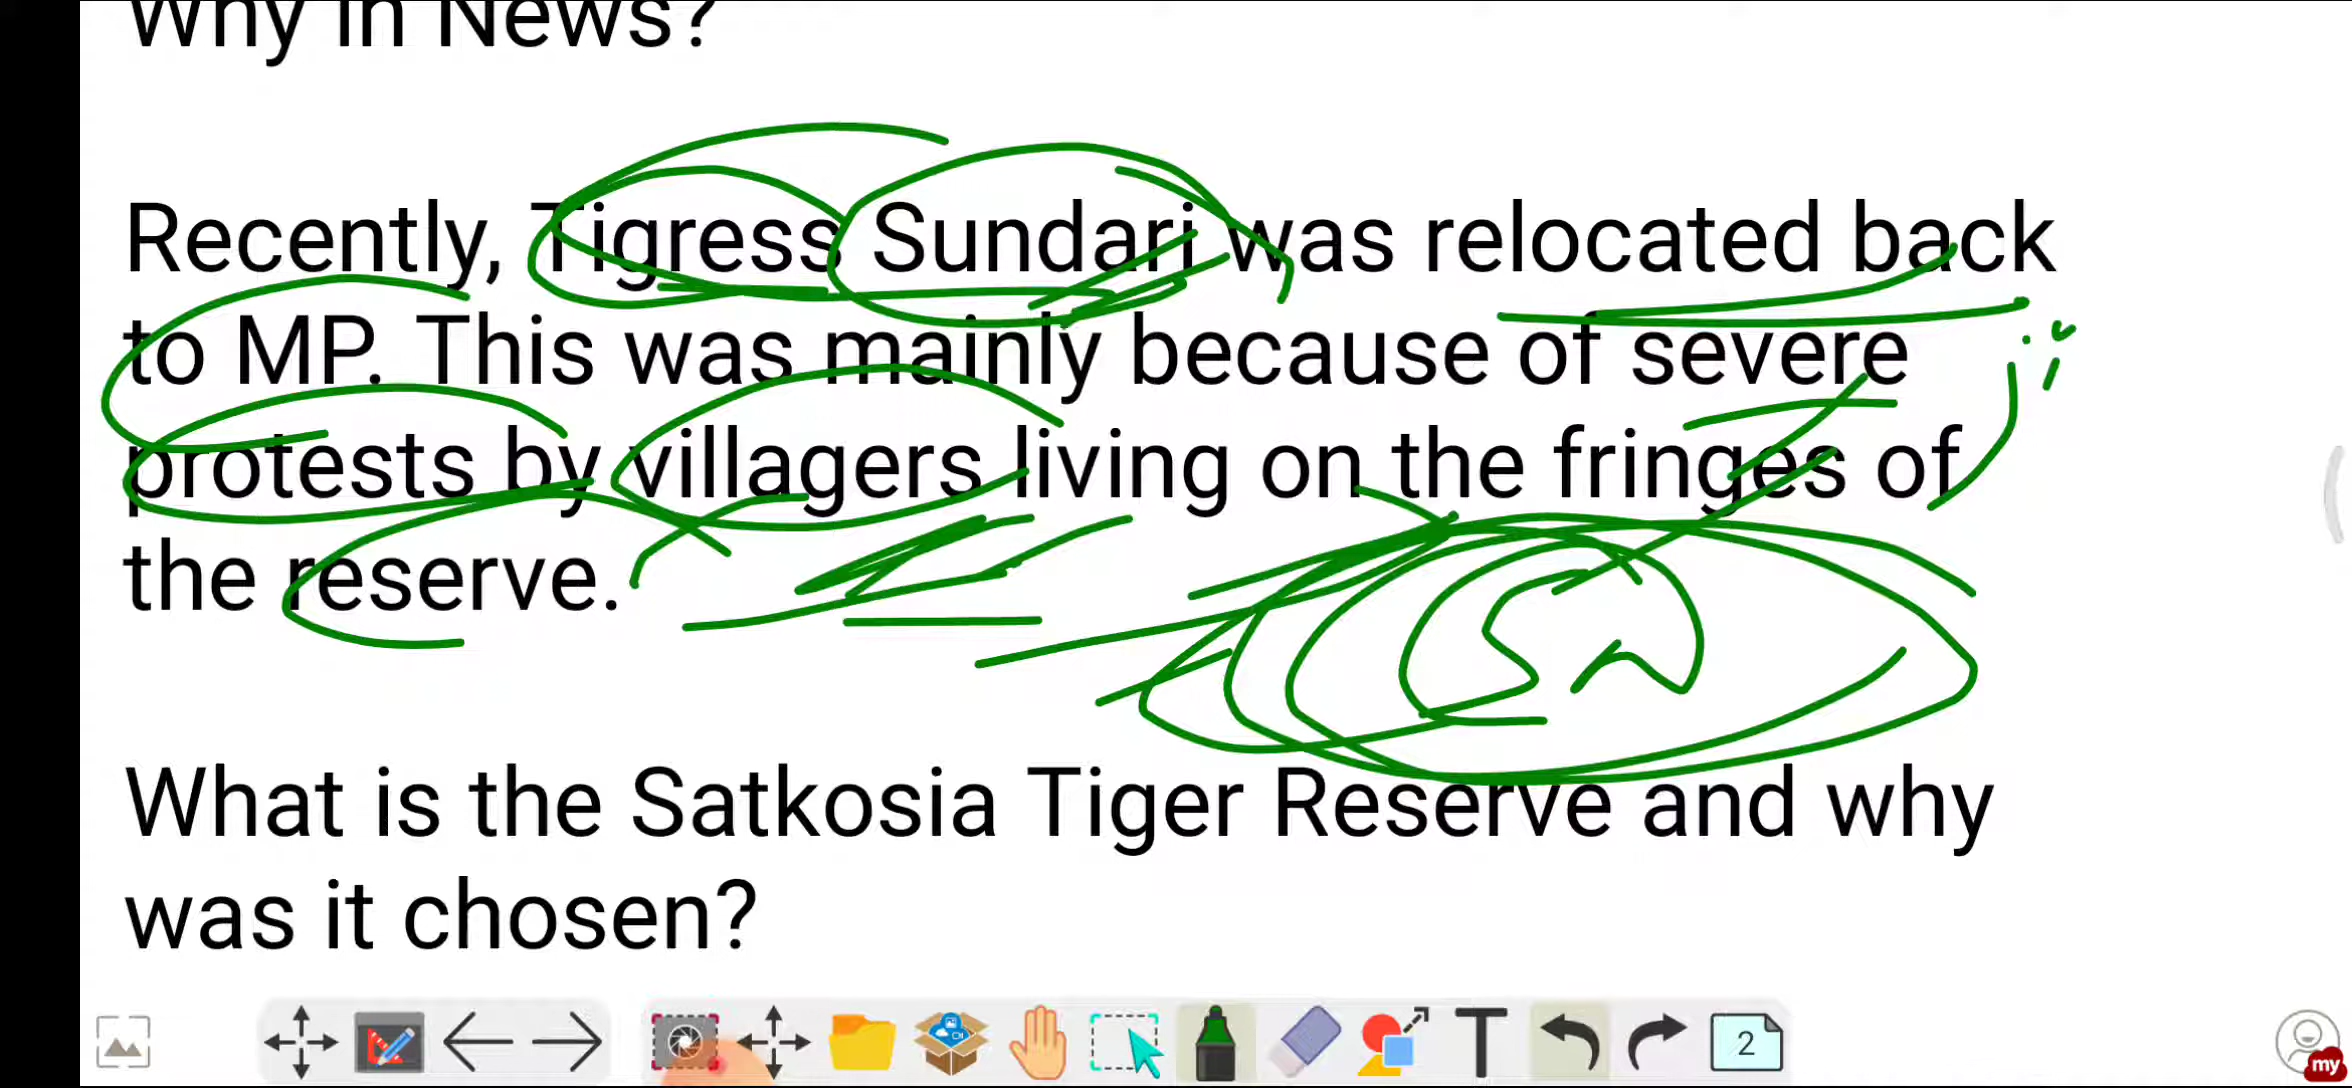 Why in News?
Recently, Tigress Sundari was relocated back
to MP. This was mainly because of severe
protests by villagers living on the fringes of
the reserve.
What is the Satkosia Tiger Reserve and why
was it chosen?
T
2
my